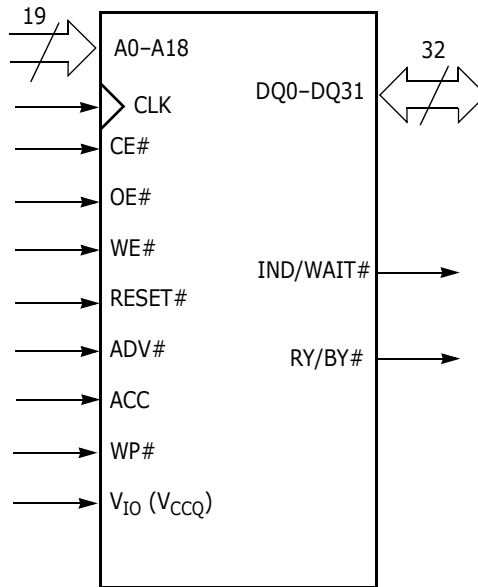 19
A0–A18
32
DQ0–DQ31
CLK
CE#
OE#
WE#
IND/WAIT#
RESET#
ADV#
RY/BY#
ACC
WP#
VIO (VCCQ)